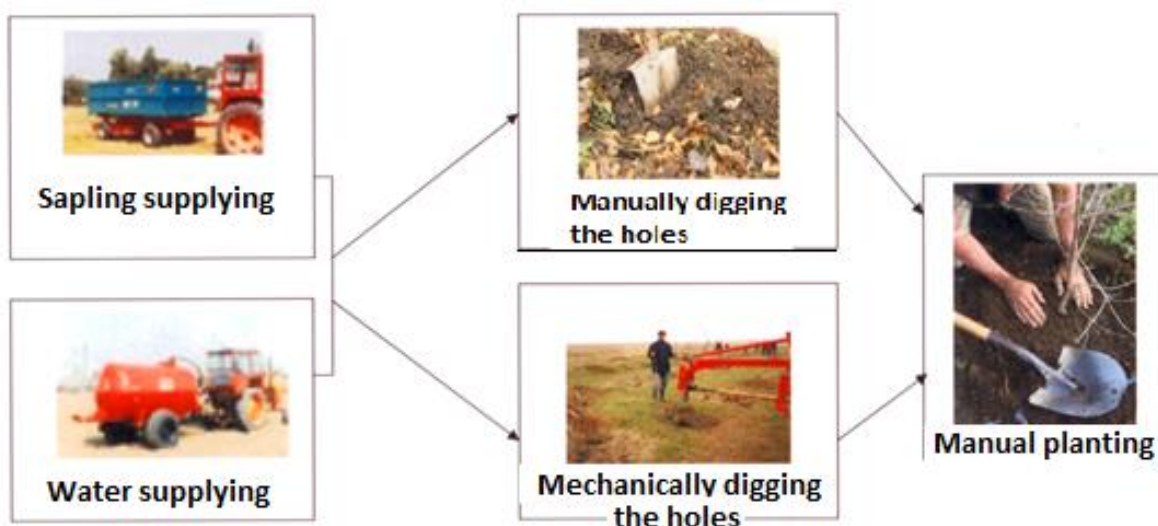 Sapling supplying
Manually digging
the holes
Water supplying
Mechanically digging
the holes
Manual planting